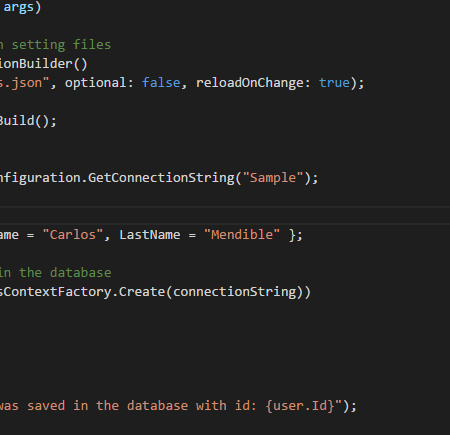 args)
n setting files
ionBuilder()
s.json", optional: false, reloadOnChange: true);
Build();
nfiguration.GetConnectionString("Sample");
ame = "Carlos", LastName = "Mendible" };
in the database
sContextFactory.Create(connectionString))
was saved in the database with id: {user.Id}");